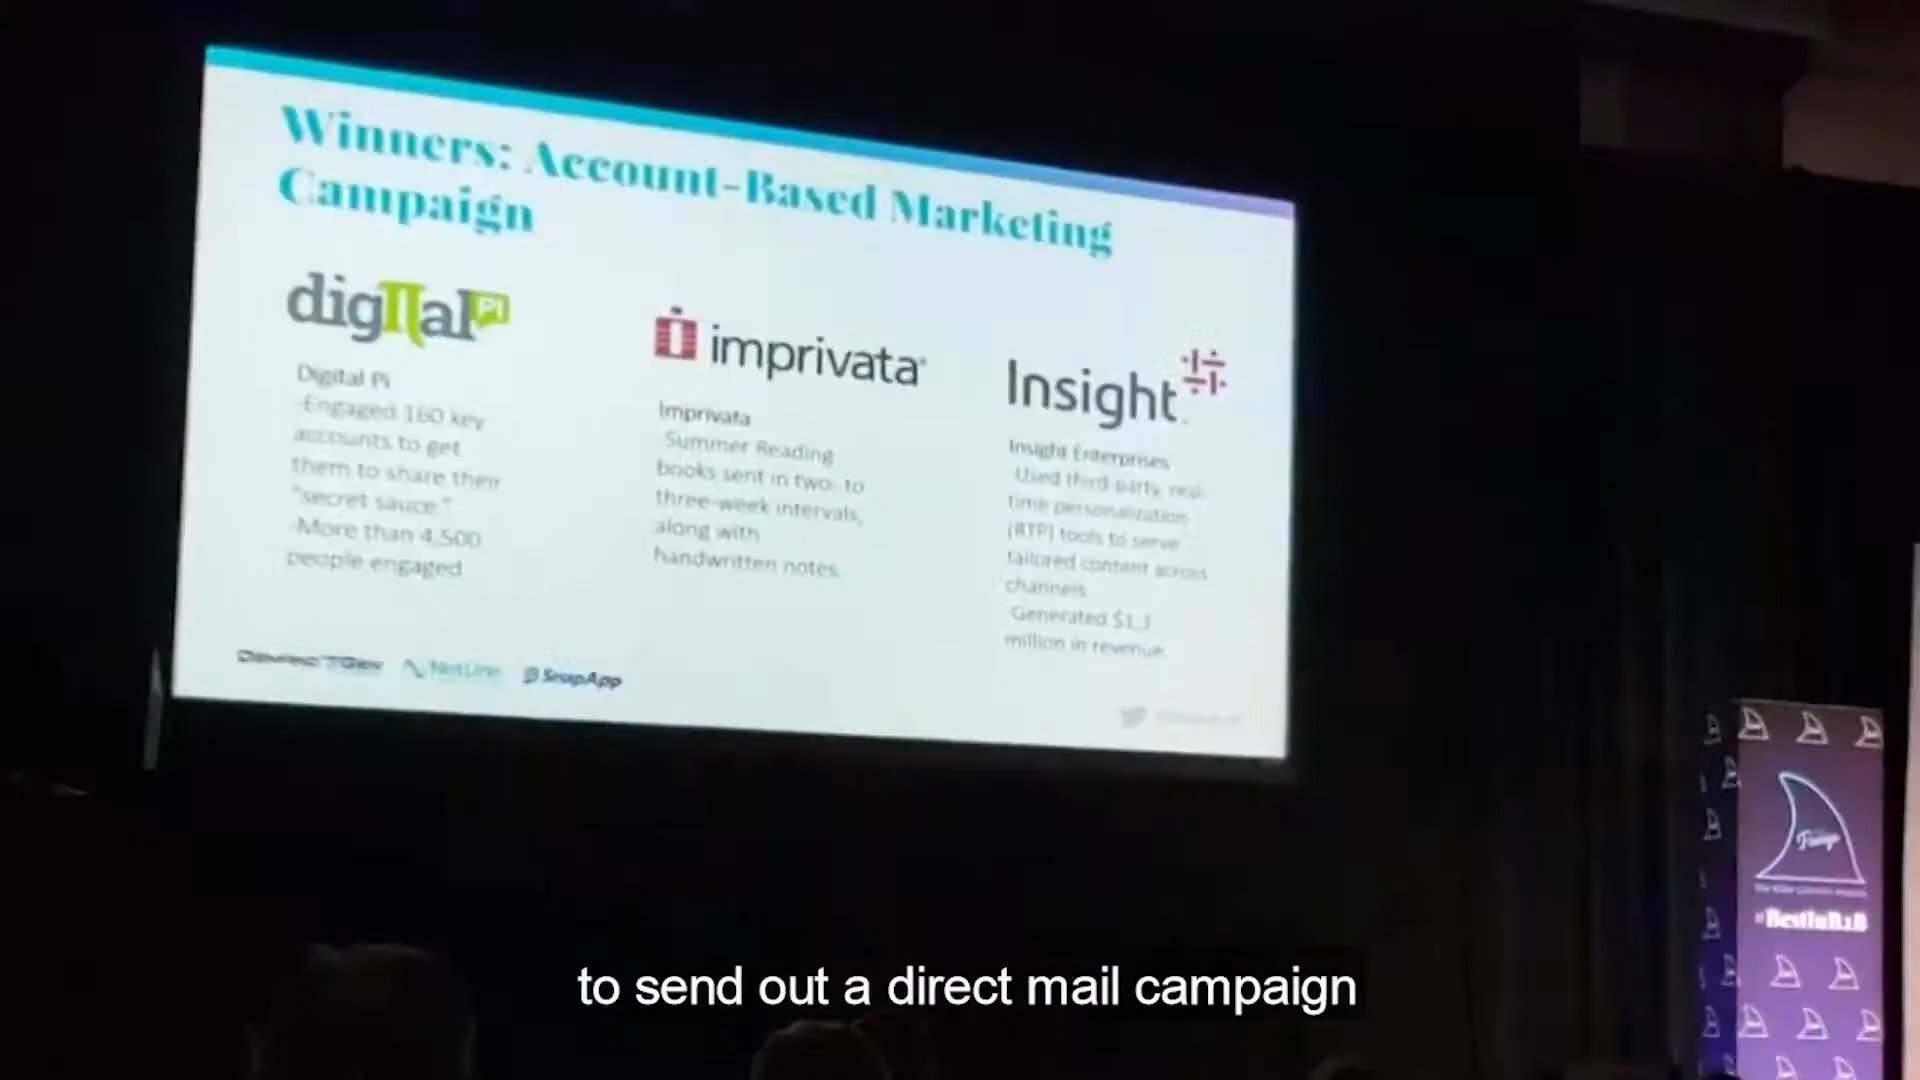 Winners: Account-Based Marketing
Campaign
digital PI
Digital Pi
-Engaged 160 key
accounts to get
them to share their
"secret sauce."
-More than 4,500
people engaged
imprivata
Imprivata
-Summer Reading
books sent in two- to
three-week intervals,
along with
handwritten notes.
Insight
Insight Enterprises
-Used third-party, real-
time personalization
(RTP) tools to serve
tailored content across
channels
-Generated $1.3
million in revenue
NetLine
SnapApp
#BestInB2B
to send out a direct mail campaign